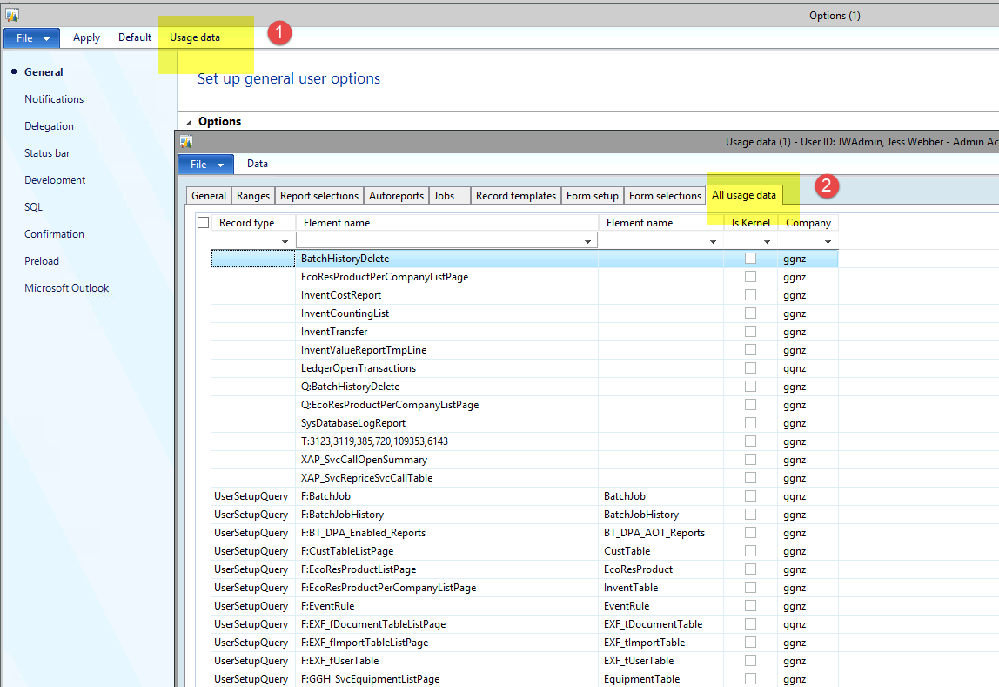 Options (1)
File Apply Default Usage data 1
General
Notifications
Delegation
Status bar
Development
SQL
Confirmation
Preload
Microsoft Outlook
Set up general user options
Options
Usage data (1) - User ID: JWAdmin, Jess Webber - Admin Ac
File Data
General Ranges Report selections Autoreports Jobs Record templates Form setup Form selections All usage data 2
Record type Element name Element name Is Kernel Company
BatchHistoryDelete ggnz
EcoResProductPerCompanyListPage ggnz
InventCostReport ggnz
InventCountingList ggnz
InventTransfer ggnz
InventValueReportTmpLine ggnz
LedgerOpenTransactions ggnz
Q:BatchHistoryDelete ggnz
Q:EcoResProductPerCompanyListPage ggnz
SysDatabaseLogReport ggnz
T:3123,3119,385,720,109353,6143 ggnz
XAP_SvcCallOpenSummary ggnz
XAP_SvcRepriceSvcCallTable ggnz
UserSetupQuery F:BatchJob BatchJob ggnz
UserSetupQuery F:BatchJobHistory BatchJobHistory ggnz
UserSetupQuery F:BT_DPA_Enabled_Reports BT_DPA_AOT_Reports ggnz
UserSetupQuery F:CustTableListPage CustTable ggnz
UserSetupQuery F:EcoResProductListPage EcoResProduct ggnz
UserSetupQuery F:EcoResProductPerCompanyListPage InventTable ggnz
UserSetupQuery F:EventRule EventRule ggnz
UserSetupQuery F:EXF_fDocumentTableListPage EXF_tDocumentTable ggnz
UserSetupQuery F:EXF_fImportTableListPage EXF_tImportTable ggnz
UserSetupQuery F:EXF_fUserTable EXF_tUserTable ggnz
UserSetupQuery F:GGH_SvcEquipmentListPage EquipmentTable ggnz